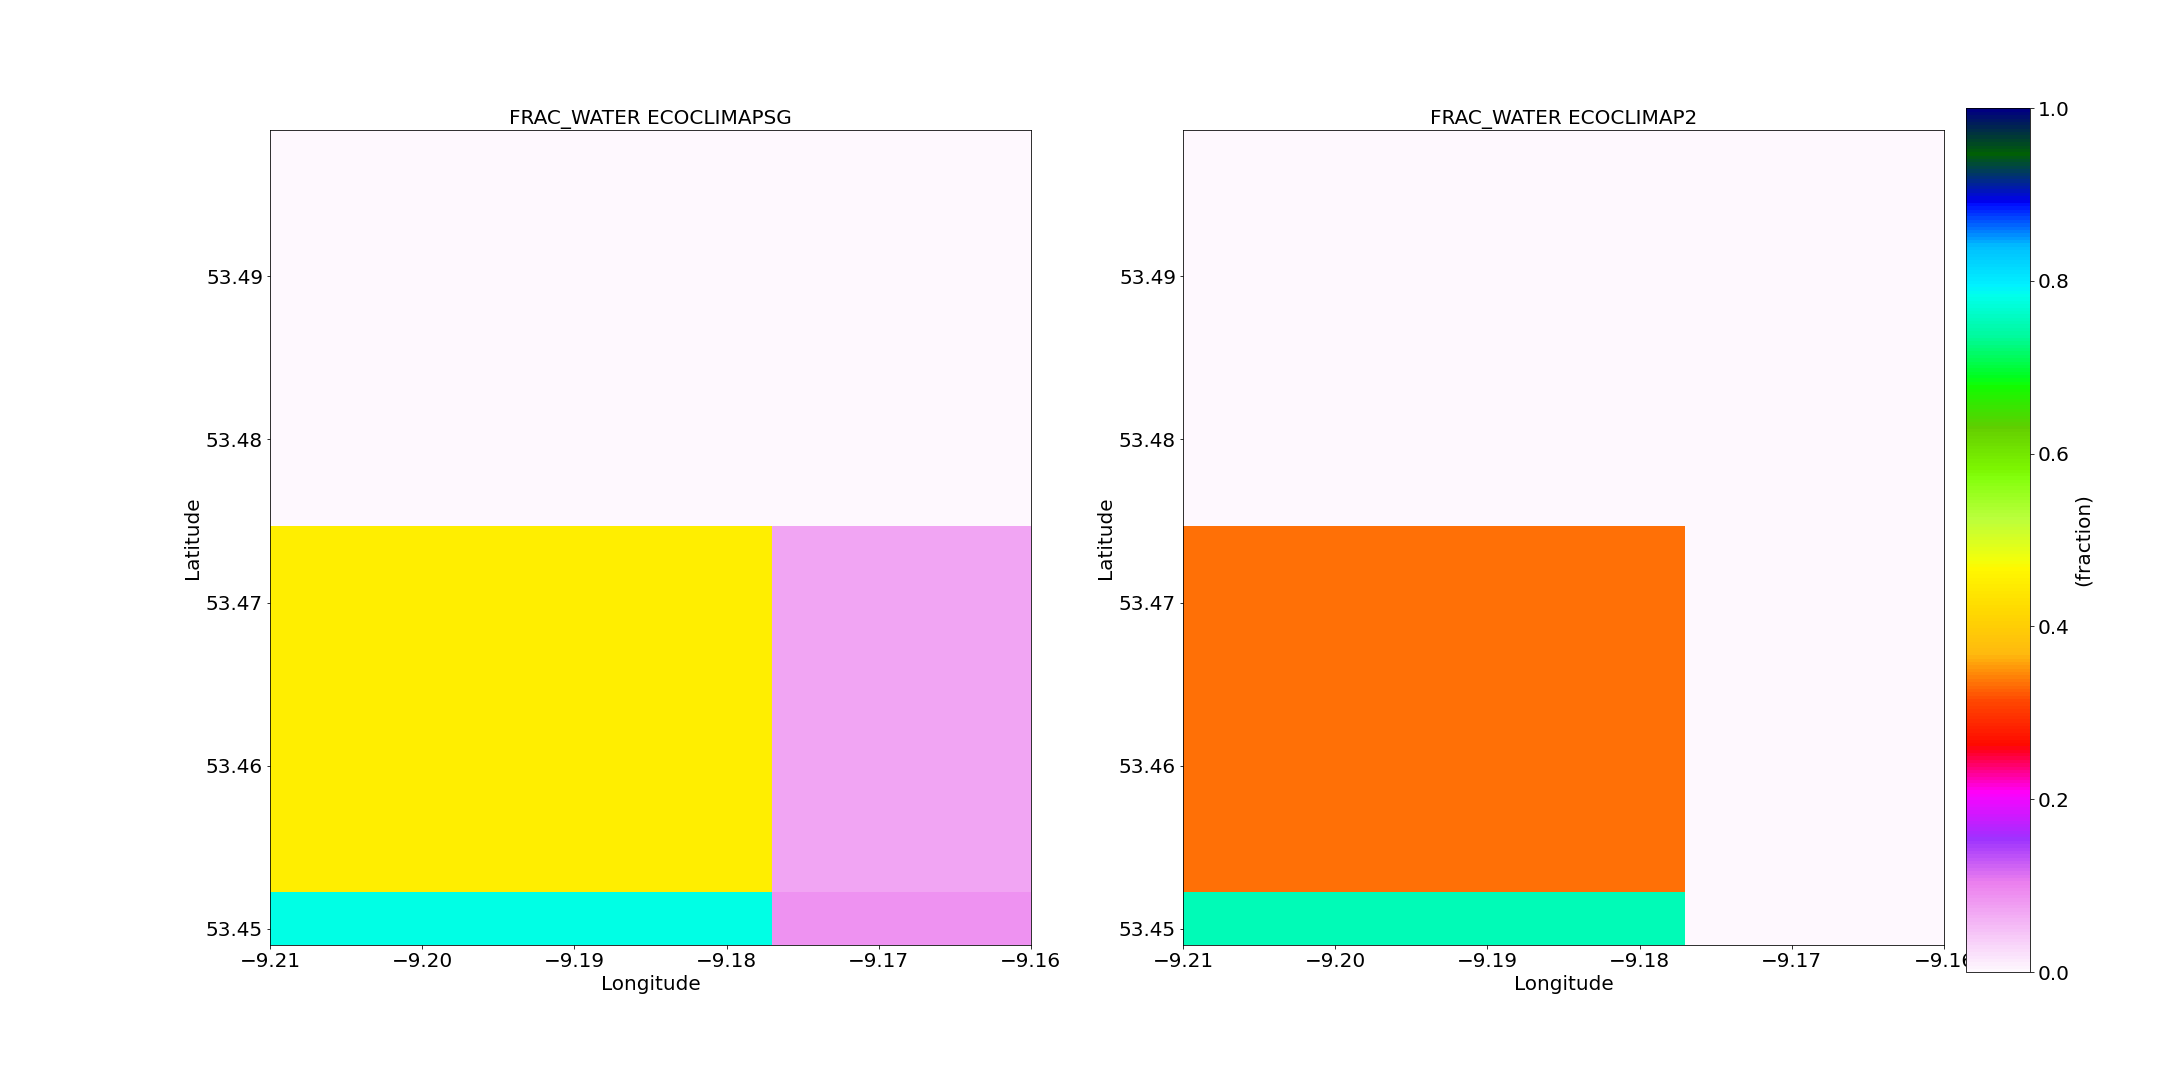 FRAC_WATER ECOCLIMAPSG
53.49
53.48
53.47
53.46
53.45
Latitude
−9.21 −9.20 −9.19 −9.18 −9.17 −9.16
Longitude
FRAC_WATER ECOCLIMAP2
53.49
53.48
53.47
53.46
53.45
Latitude
−9.21 −9.20 −9.19 −9.18 −9.17 −9.16
Longitude
1.0
0.8
0.6
0.4
0.2
0.0
(fraction)